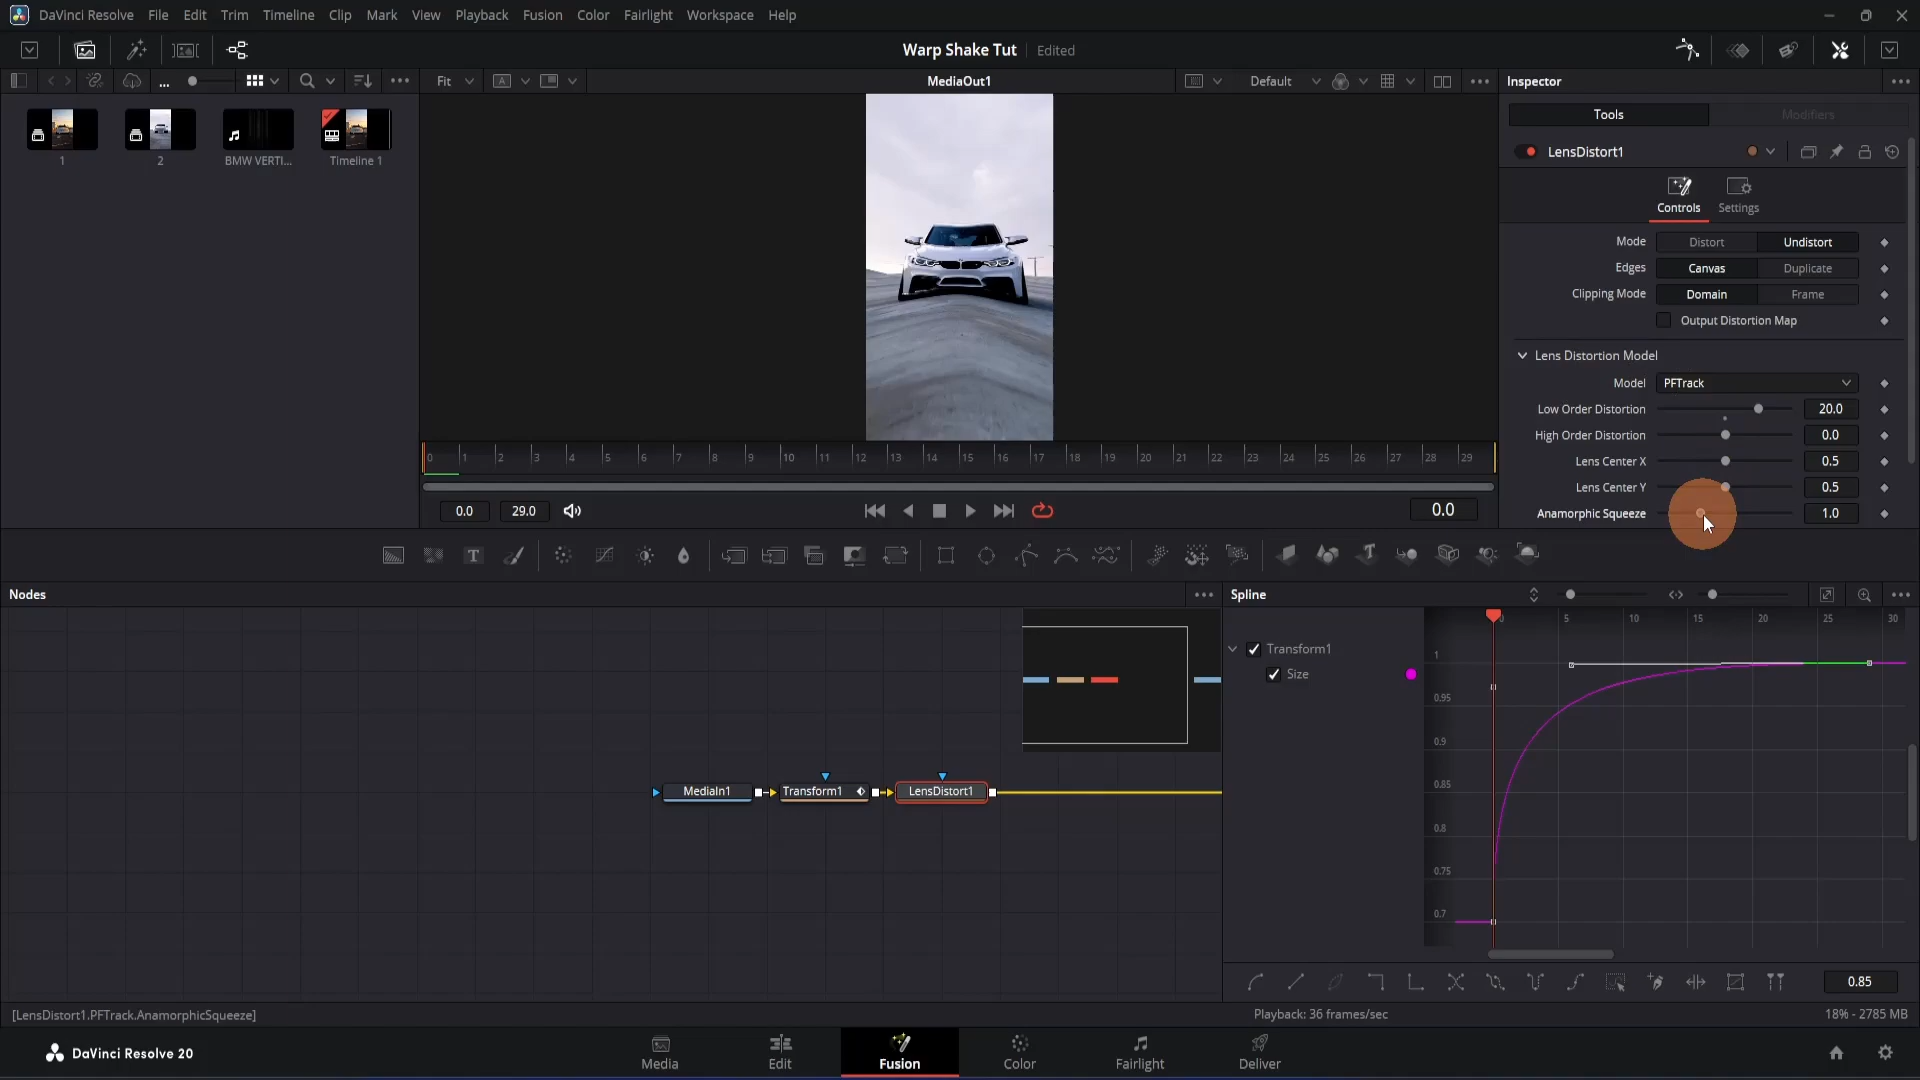 DaVinci Resolve File Edit Trim Timeline Clip Mark View Playback Fusion Color Fairlight Workspace Help
Warp Shake Tut Edited
Fit MediaOut1 Default Inspector
Tools Modifiers
1 2 BMW VERTI... Timeline 1
LensDistort1
Controls Settings
Mode Distort Undistort
Edges Canvas Duplicate
Clipping Mode Domain Frame
Output Distortion Map
Lens Distortion Model
Model PFTrack
Low Order Distortion 20.0
High Order Distortion 0.0
Lens Center X 0.5
Lens Center Y 0.5
Anamorphic Squeeze 1.0
0 1 2 3 4 5 6 7 8 9 10 11 12 13 14 15 16 17 18 19 20 21 22 23 24 25 26 27 28 29
0.0 29.0 0.0
Nodes
MediaIn1 Transform1 LensDistort1
Spline
0 5 10 15 20 25 30
Transform1
Size
1
0.95
0.9
0.85
0.8
0.75
0.7
0.85
[LensDistort1.PFTrack.AnamorphicSqueeze] Playback: 36 frames/sec 18% - 2785 MB
DaVinci Resolve 20 Media Edit Fusion Color Fairlight Deliver